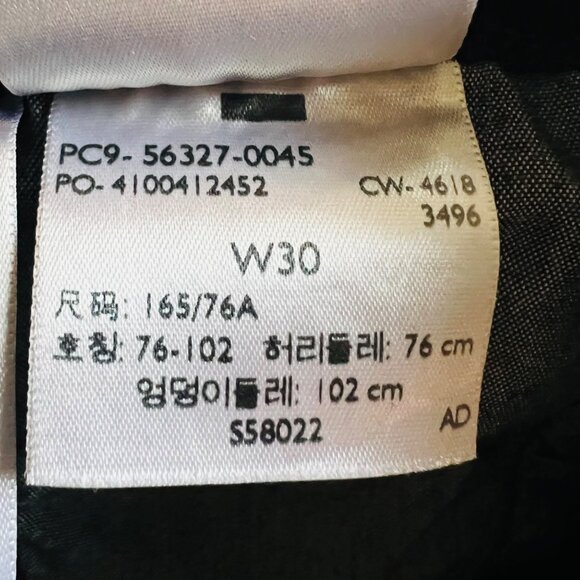 PC9- 56327-0045
PO- 4100412452 CW- 4618
3496
W30
尺码: 165/76A
호칭: 76-102 허리둘레: 76 cm
엉덩이둘레: 102 cm
S58022 AD